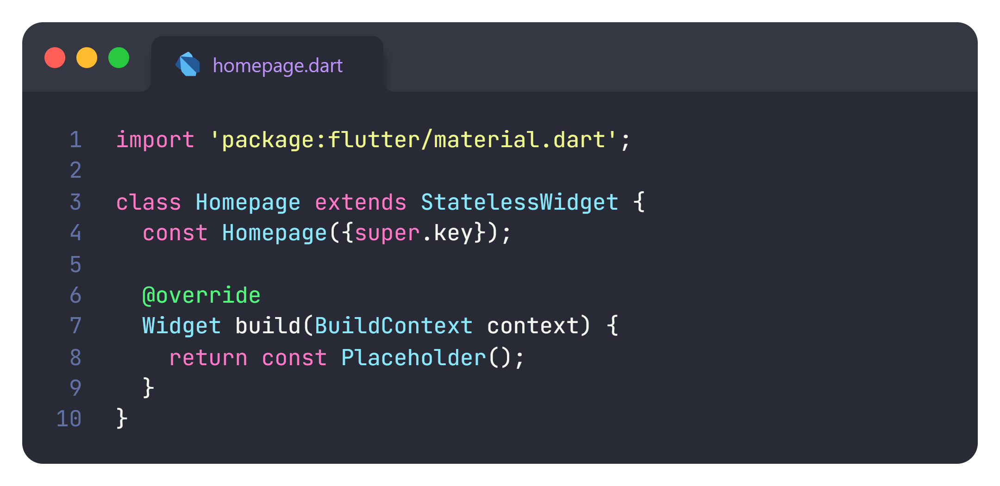 homepage.dart
1 import 'package:flutter/material.dart';
2
3 class Homepage extends StatelessWidget {
4   const Homepage({super.key});
5
6   @override
7   Widget build(BuildContext context) {
8     return const Placeholder();
9   }
10 }